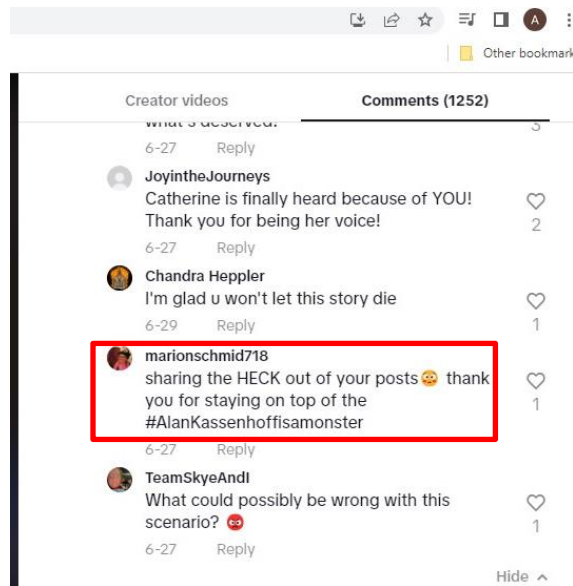 A
Other bookmark
Creator videos
Comments (1252)
what's deserved!
3
6-27 Reply
JoyintheJourneys
Catherine is finally heard because of YOU!
Thank you for being her voice!
2
6-27 Reply
Chandra Heppler
I'm glad u won't let this story die
1
6-29 Reply
marionschmid718
sharing the HECK out of your posts😳 thank
you for staying on top of the
#AlanKassenhoffisamonster
1
6-27 Reply
TeamSkyeAndI
What could possibly be wrong with this
scenario? 😡
1
6-27 Reply
Hide